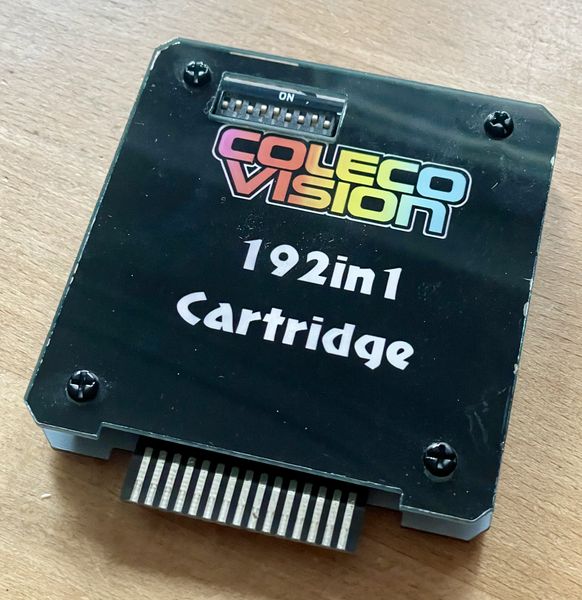 ON
COLECO
VISION
192in1
Cartridge